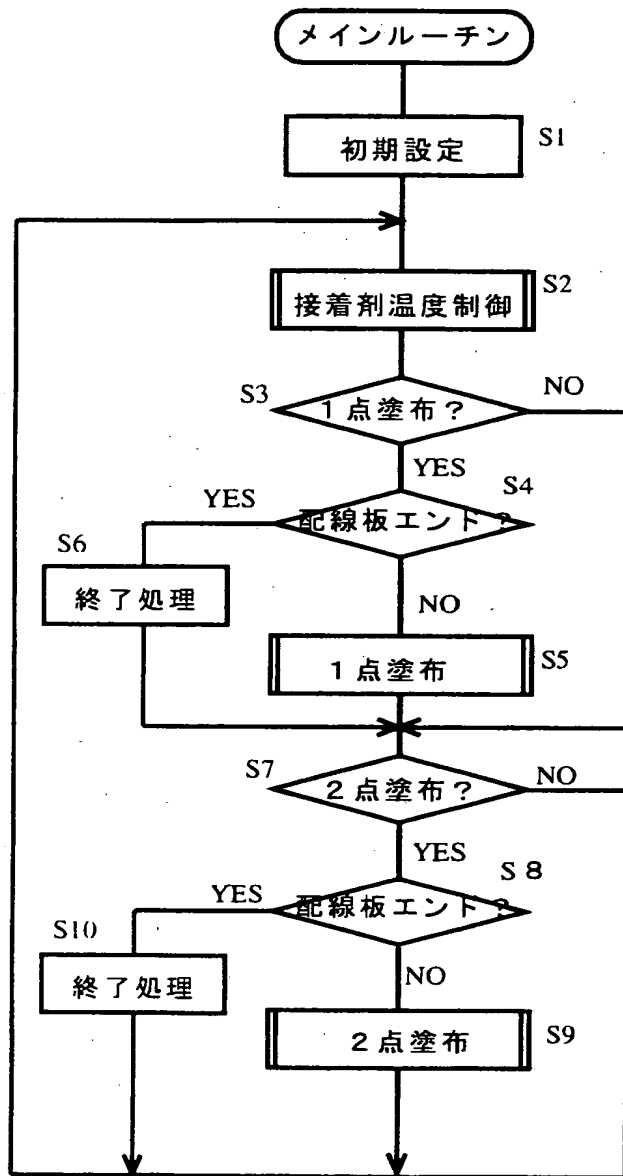 メインルーチン
初期設定
S1
接着剤温度制御
S2
S3
1点塗布?
NO
YES
S4
YES
配線板エント?
S6
終了処理
NO
1点塗布
S5
S7
2点塗布?
NO
YES
S8
YES
配線板エント?
S10
終了処理
NO
2点塗布
S9